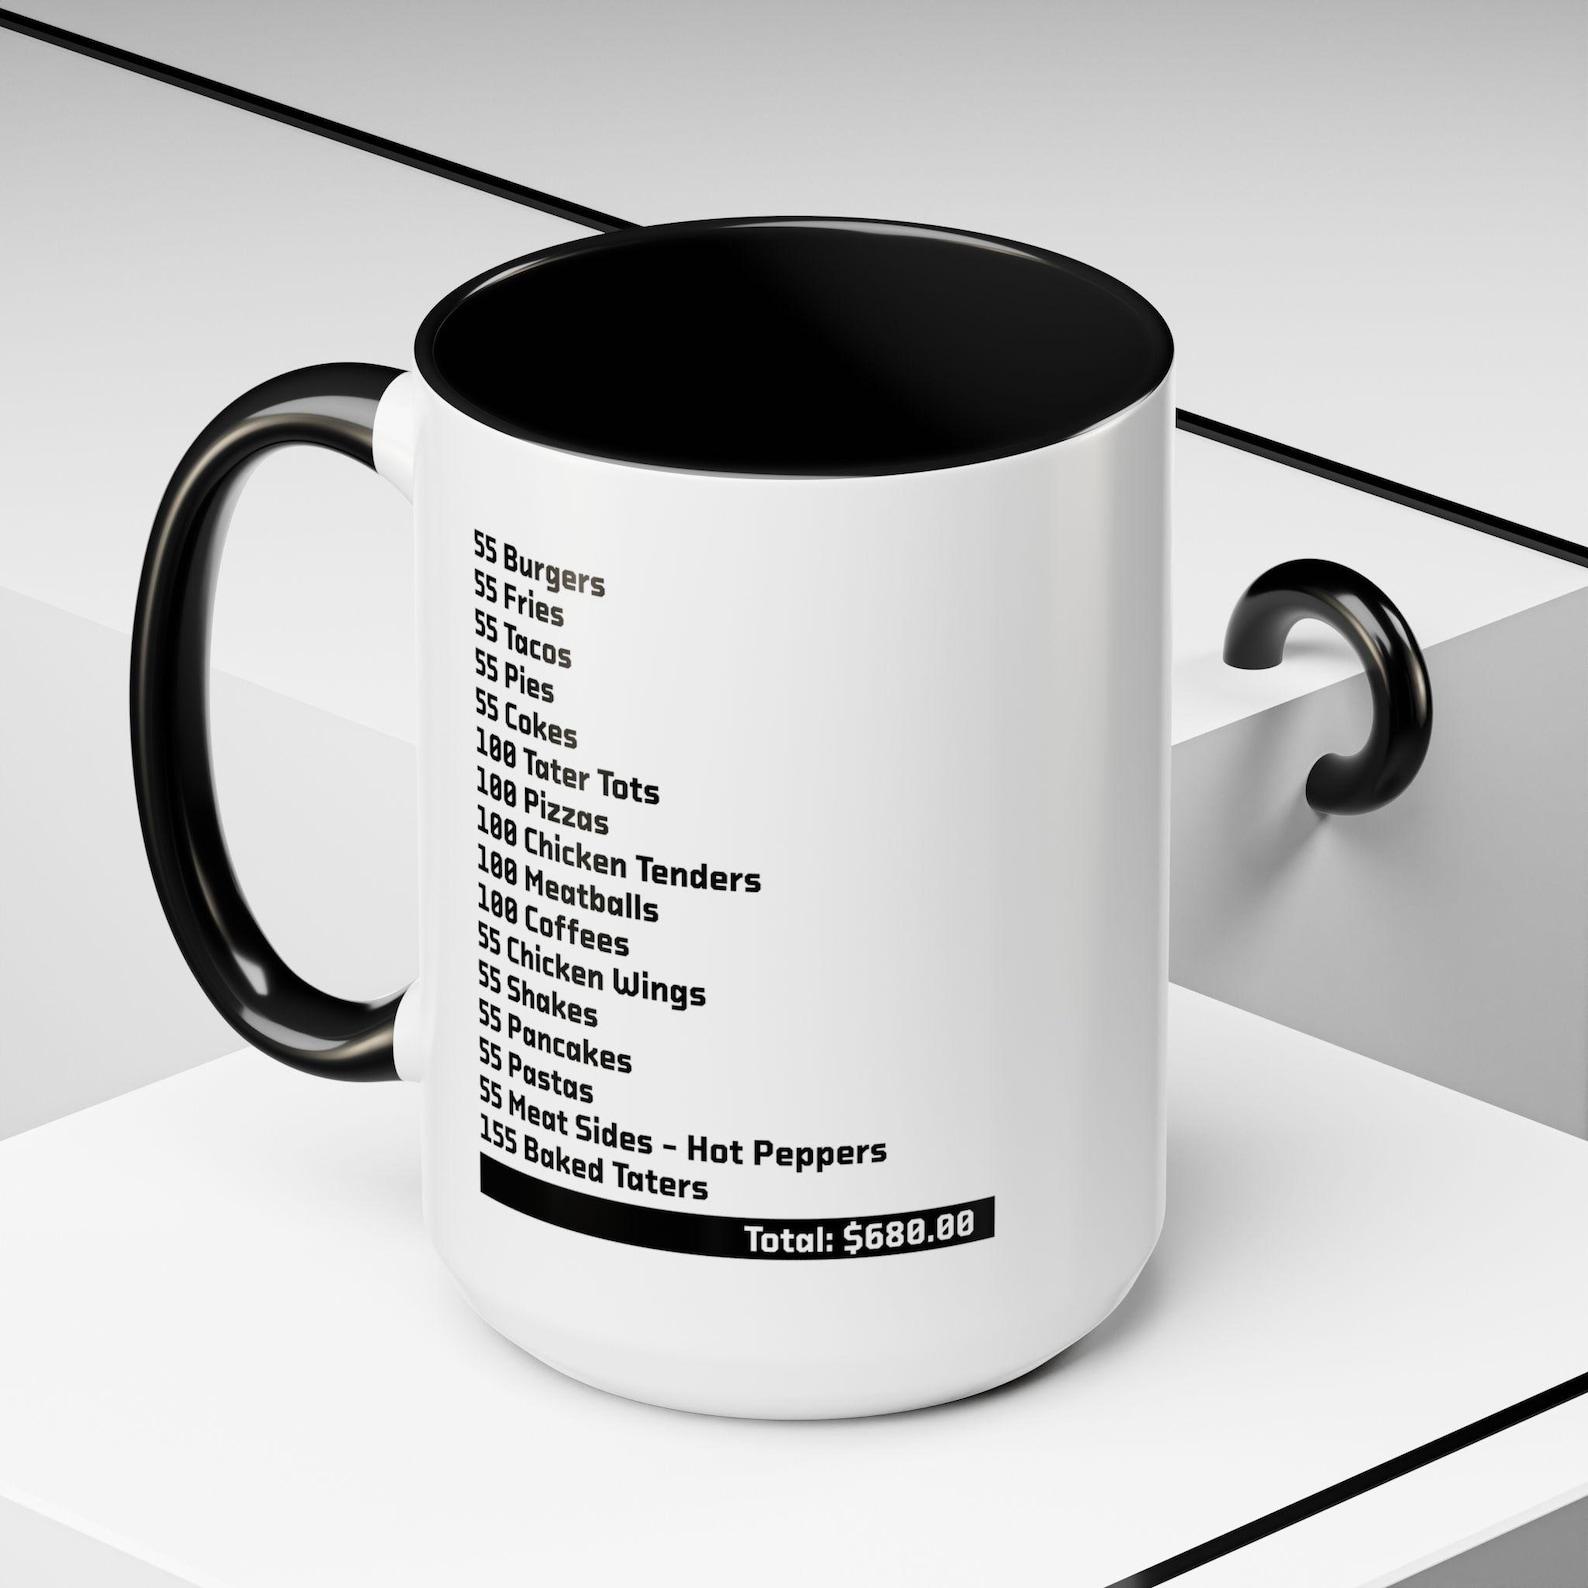 55 Burgers
55 Fries
55 Tacos
55 Pies
55 Cokes
100 Tater Tots
100 Pizzas
100 Chicken Tenders
100 Meatballs
100 Coffees
55 Chicken Wings
55 Shakes
55 Pancakes
55 Pastas
55 Meat Sides - Hot Peppers
155 Baked Taters
Total: $680.00